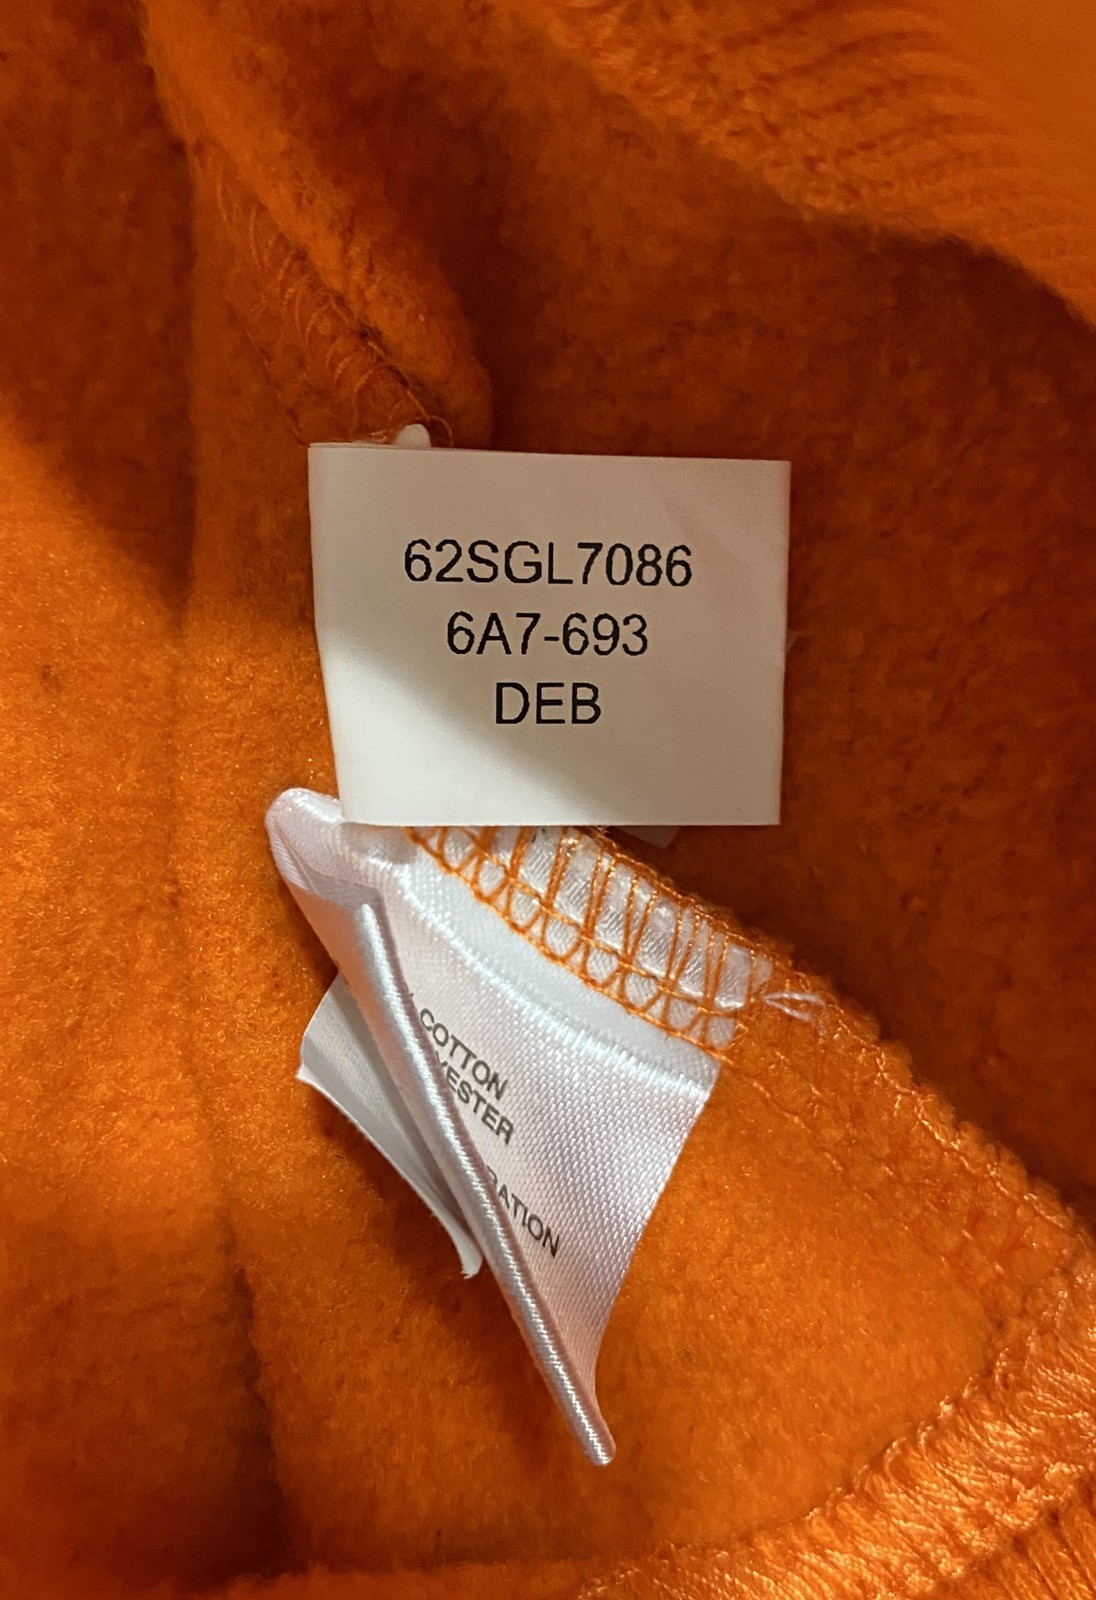 62SGL7086
6A7-693
DEB
COTTON
YESTER
RATION